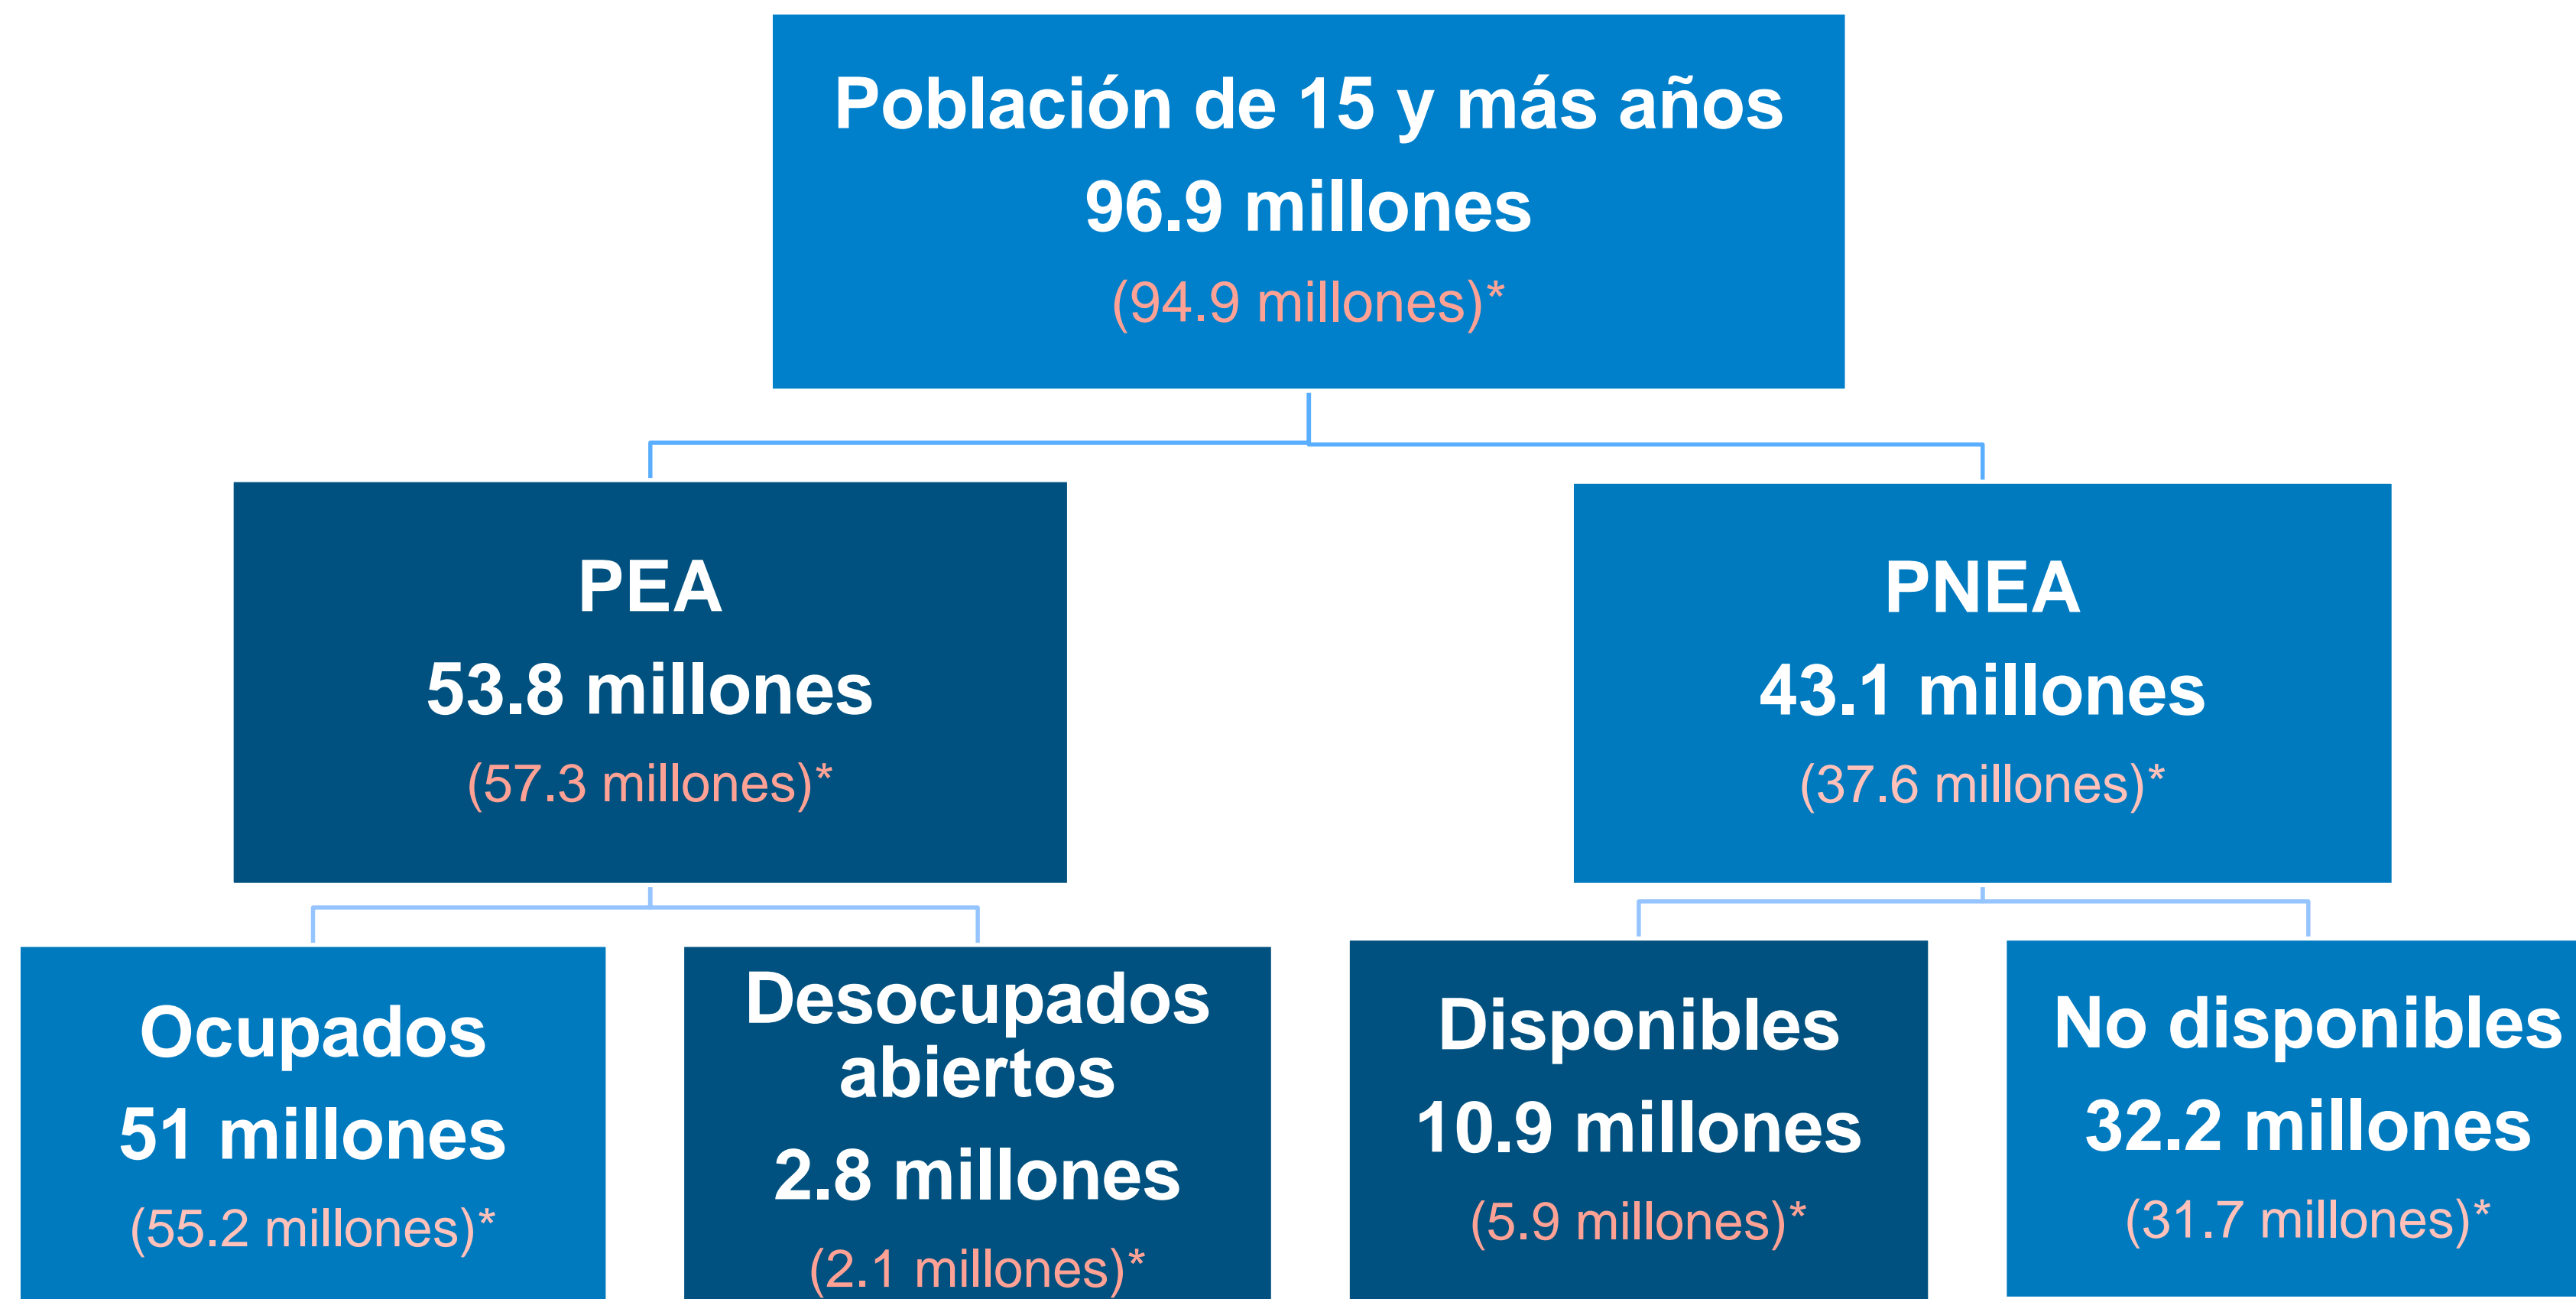 Población de 15 y más años
96.9 millones
(94.9 millones)*
PEA
53.8 millones
(57.3 millones)*
PNEA
43.1 millones
(37.6 millones)*
Ocupados
51 millones
(55.2 millones)*
Desocupados
abiertos
2.8 millones
(2.1 millones)*
Disponibles
10.9 millones
(5.9 millones)*
No disponibles
32.2 millones
(31.7 millones)*